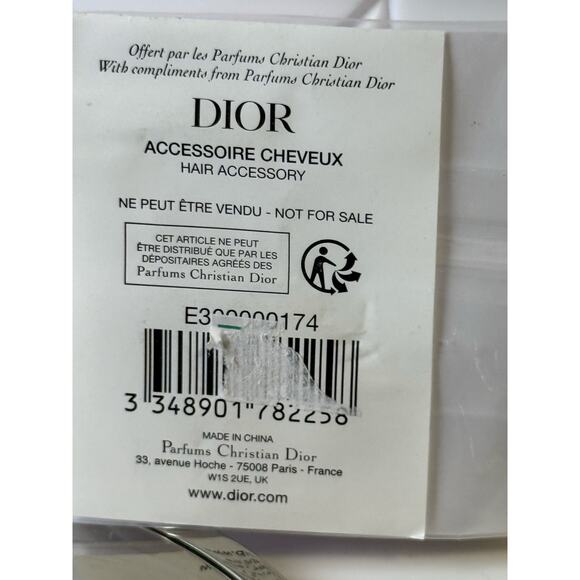 Offert par les Parfums Christian Dior
With compliments from Parfums Christian Dior
DIOR
ACCESSOIRE CHEVEUX
HAIR ACCESSORY
NE PEUT ÊTRE VENDU - NOT FOR SALE
CET ARTICLE NE PEUT
ÊTRE DISTRIBUÉ QUE PAR LES
DÉPOSITAIRES AGRÉÉS DES
Parfums Christian Dior
3 348901 782258
MADE IN CHINA
Parfums Christian Dior
33, avenue Hoche - 75008 Paris - France
W1S 2UE, UK
www.dior.com